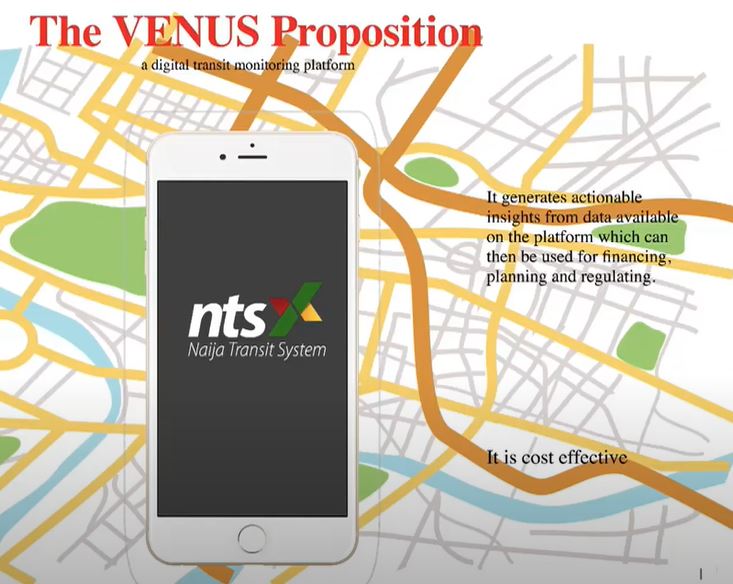 The VENUS Proposition
a digital transit monitoring platform
It generates actionable
insights from data available
on the platform which can
then be used for financing,
planning and regulating.
ntsX
Naija Transit System
It is cost effective